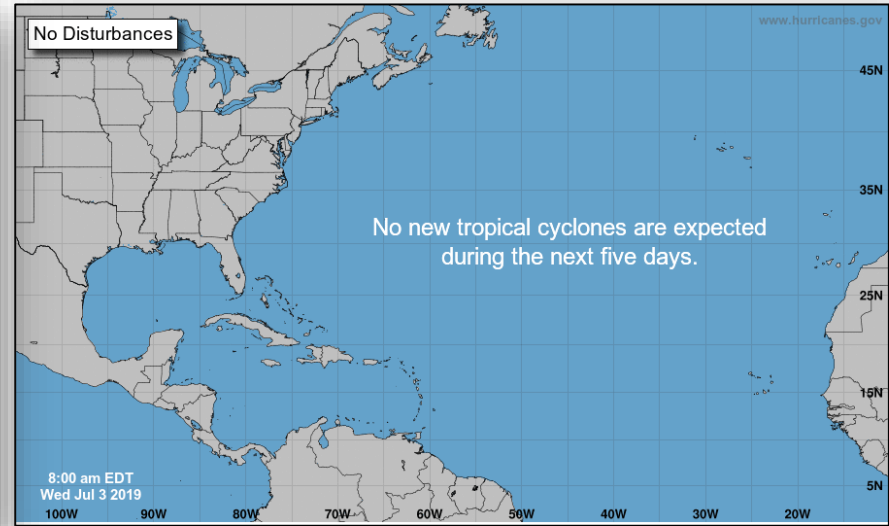 No Disturbances
www.hurricanes.gov
45N
35N
No new tropical cyclones are expected
during the next five days.
25N
15N
5N
8:00 am EDT
Wed Jul 3 2019
100W 90W 80W 70W 60W 50W 40W 30W 20W